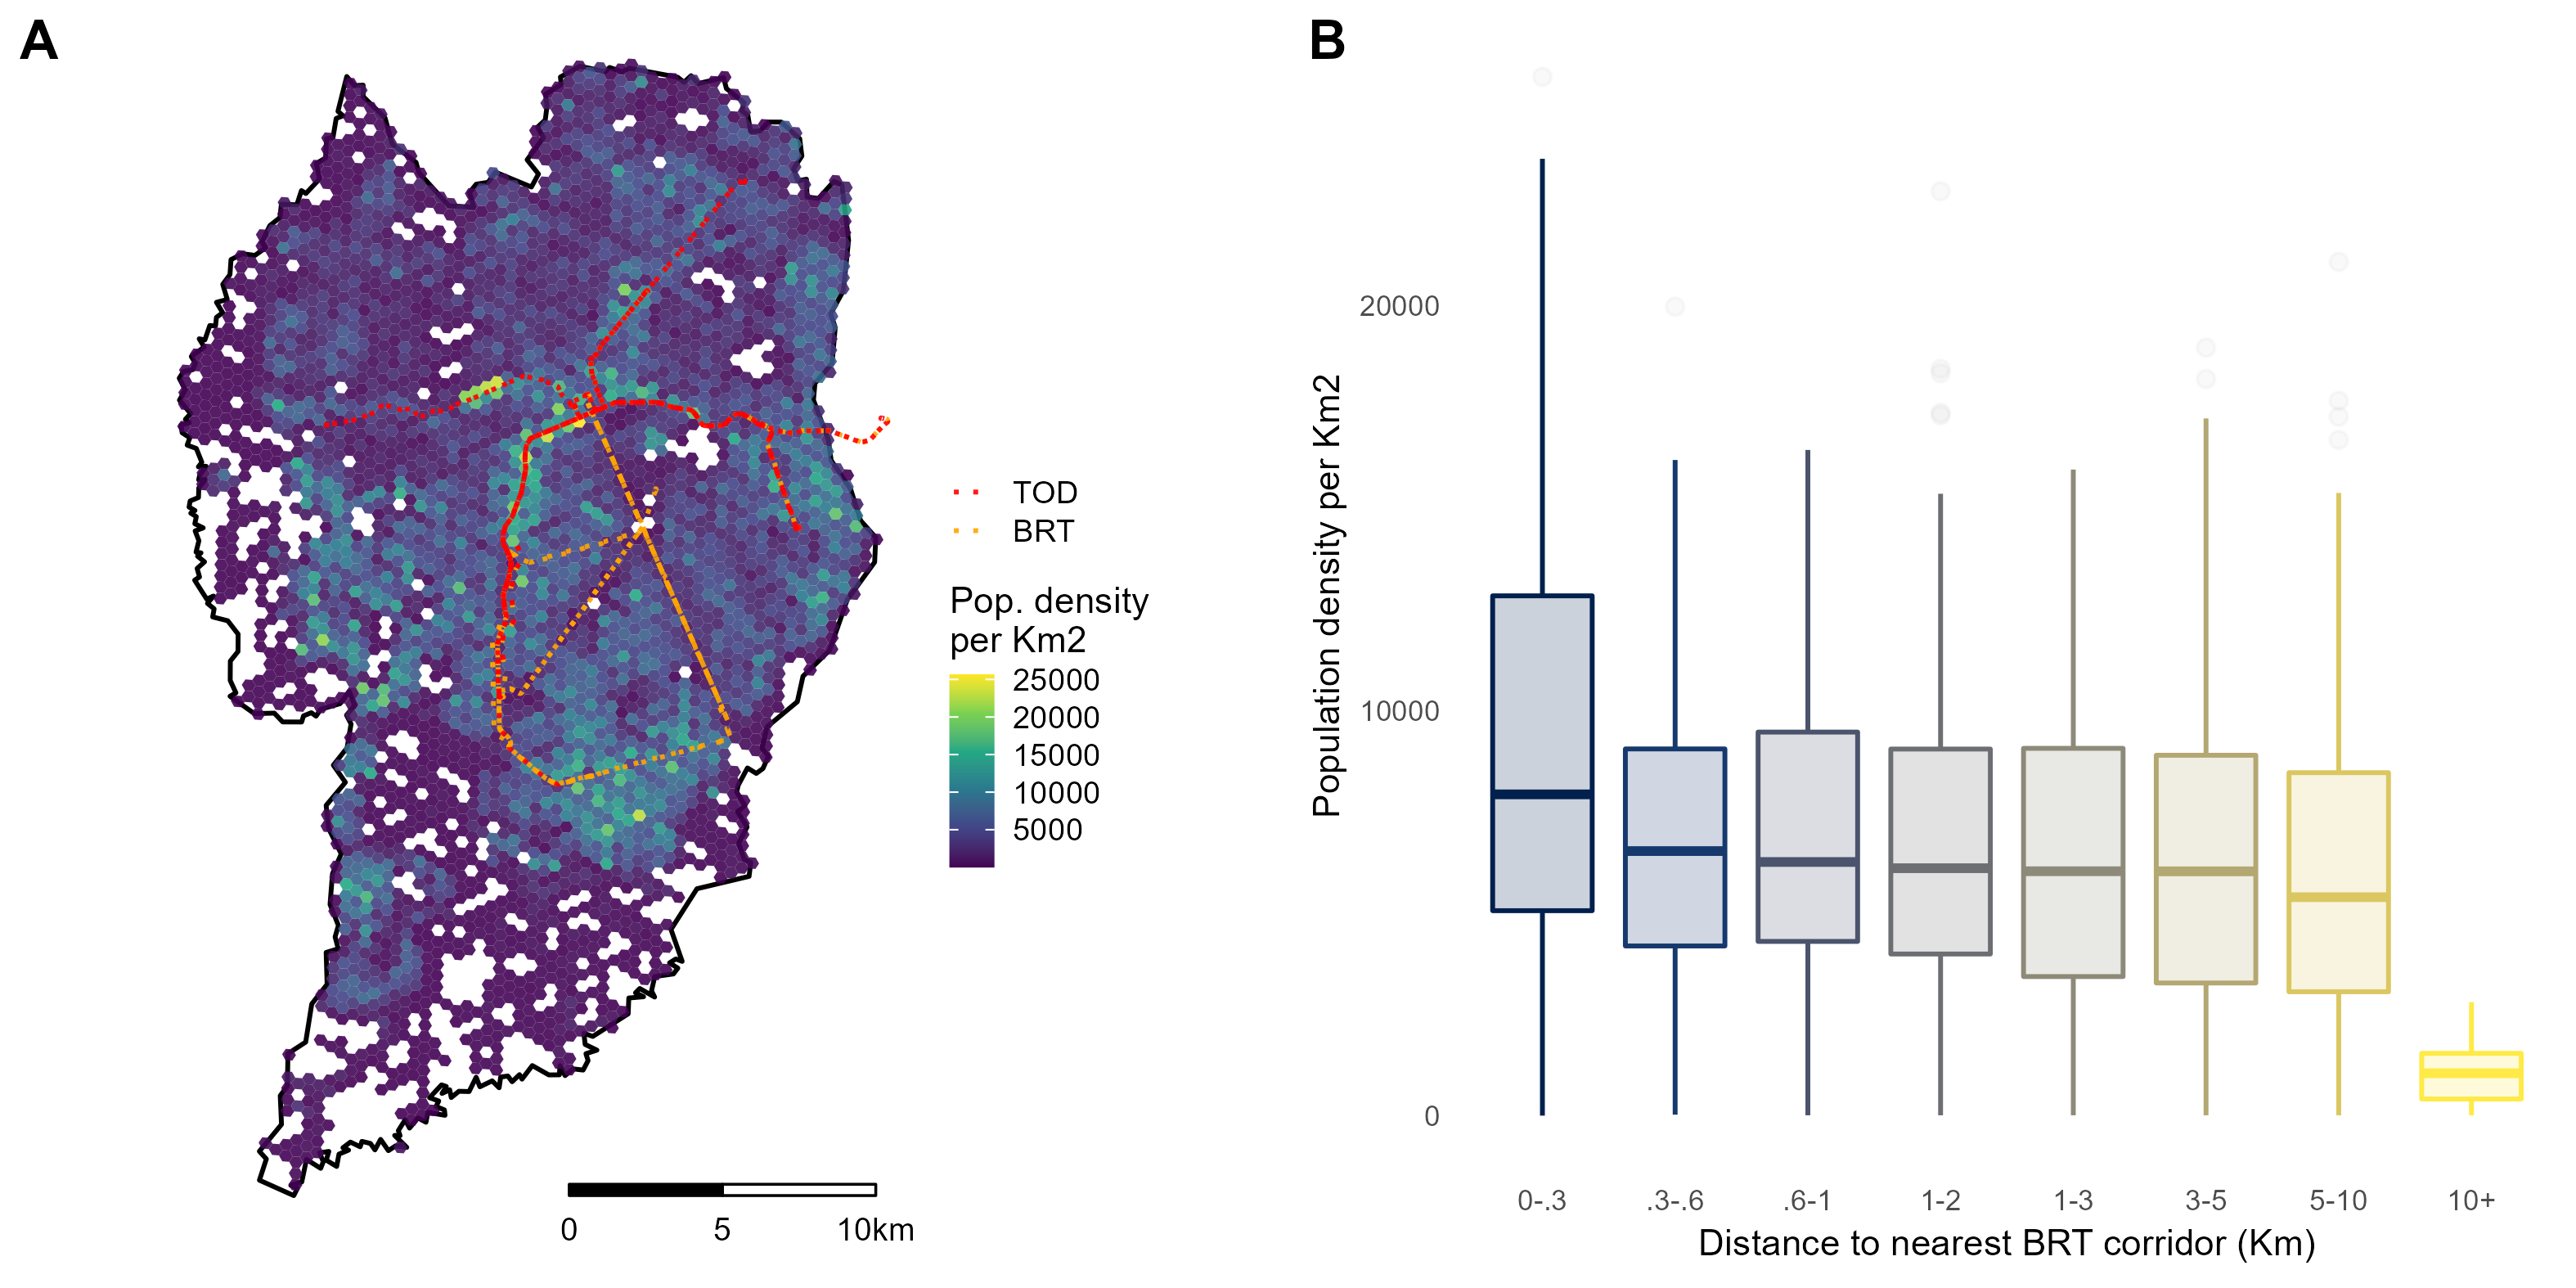 A
TOD
BRT
Pop. density
per Km2
25000
20000
15000
10000
5000
0
5
10km
B
Population density per Km2
20000
10000
0
0-.3
.3-.6
.6-1
1-2
1-3
3-5
5-10
10+
Distance to nearest BRT corridor (Km)